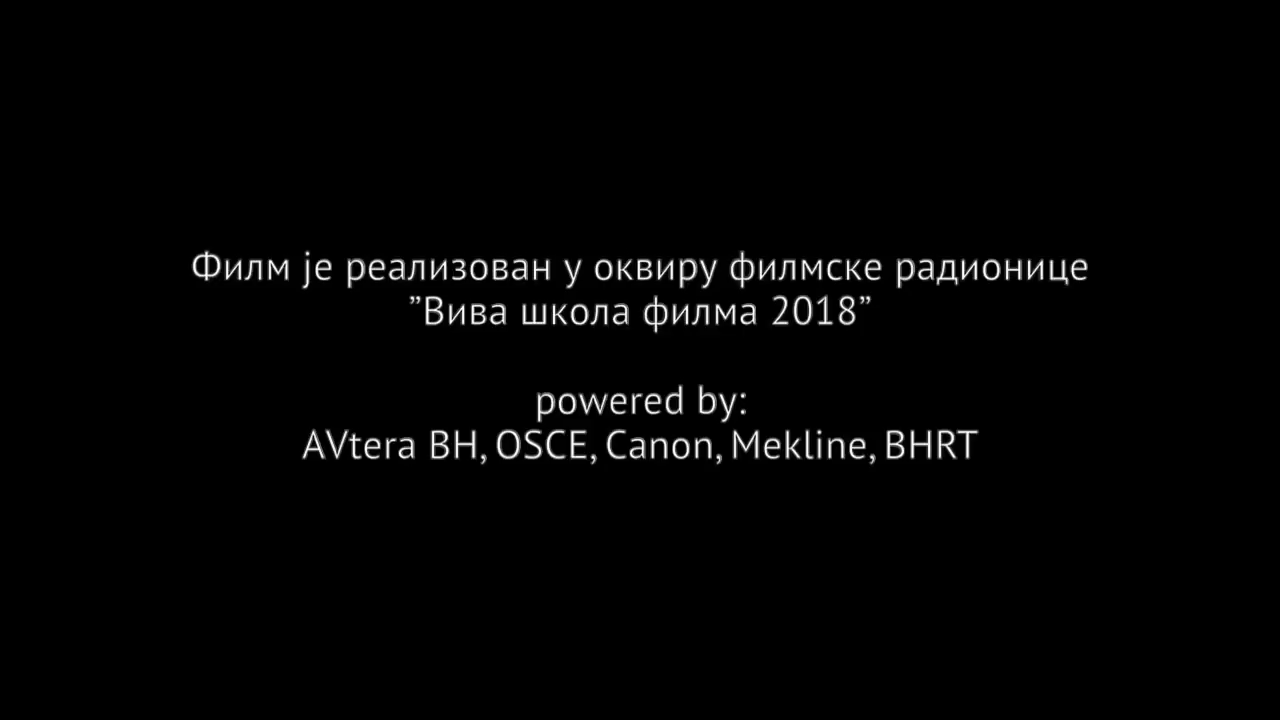 Филм је реализован у оквиру филмске радионице
”Вива школа филма 2018”
powered by:
AVtera BH, OSCE, Canon, Mekline, BHRT